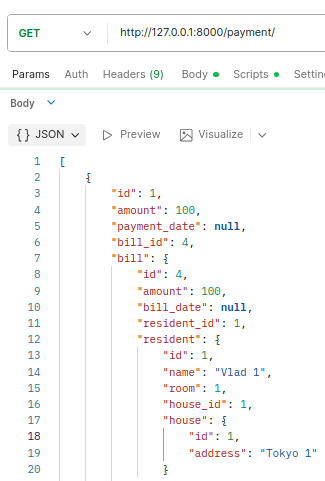 GET http://127.0.0.1:8000/payment/
Params Auth Headers (9) Body Scripts Settin
Body
{} JSON Preview Visualize
1 [
2 {
3 "id": 1,
4 "amount": 100,
5 "payment_date": null,
6 "bill_id": 4,
7 "bill": {
8 "id": 4,
9 "amount": 100,
10 "bill_date": null,
11 "resident_id": 1,
12 "resident": {
13 "id": 1,
14 "name": "Vlad 1",
15 "room": 1,
16 "house_id": 1,
17 "house": {
18 "id": 1,
19 "address": "Tokyo 1"
20 }